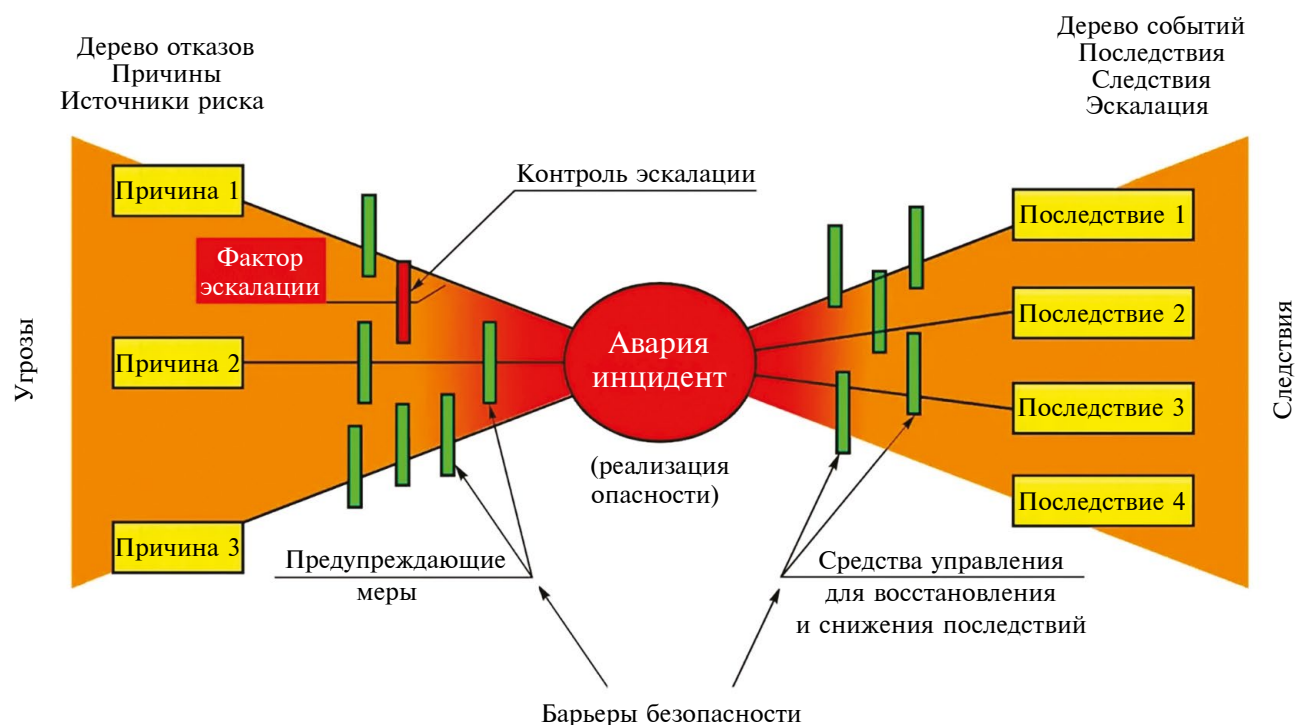 Дерево отказов
Причины
Источники риска
Дерево событий
Последствия
Следствия
Эскалация
Угрозы
Причина 1
Фактор
эскалации
Причина 2
Причина 3
Контроль эскалации
Авария
инцидент
(реализация
опасности)
Последствие 1
Последствие 2
Последствие 3
Последствие 4
Следствия
Предупреждающие
меры
Средства управления
для восстановления
и снижения последствий
Барьеры безопасности